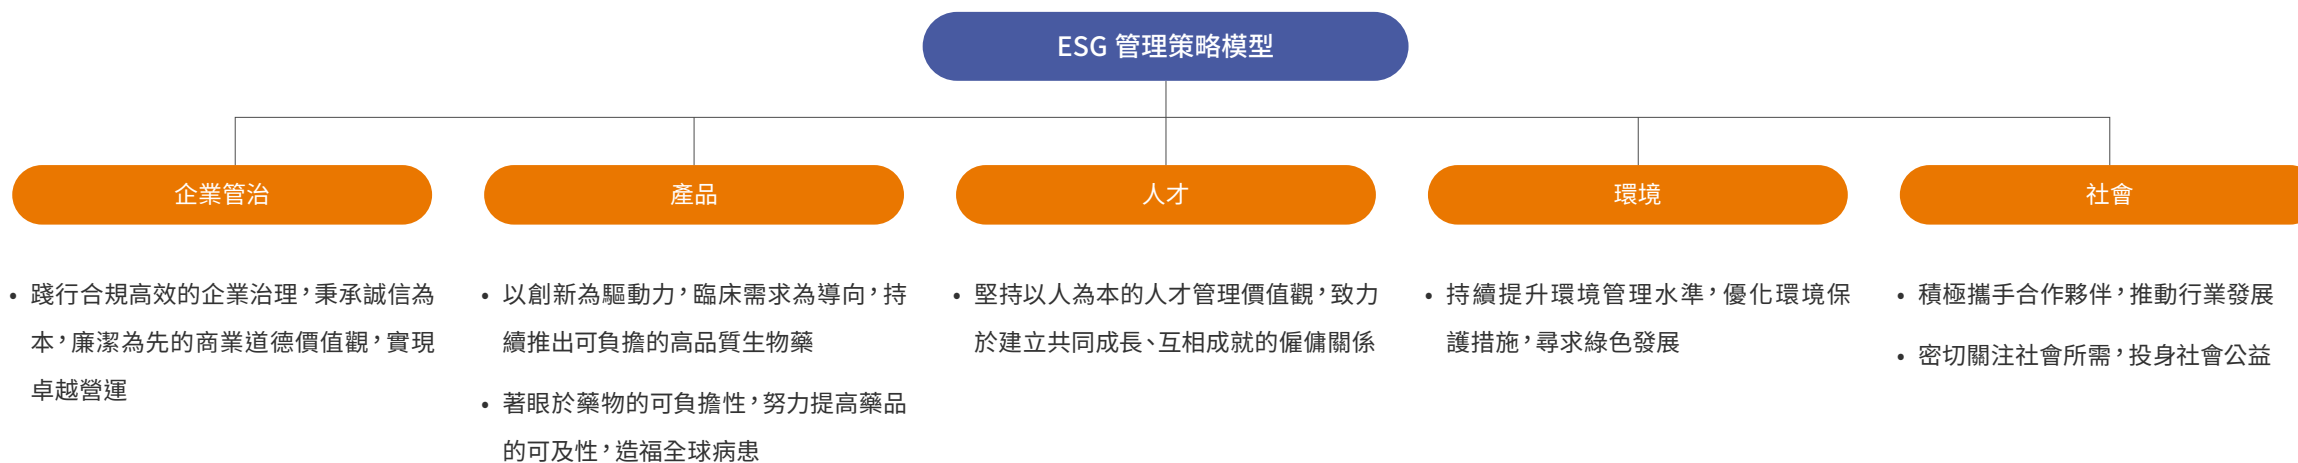 ESG 管理策略模型
企業管治
產品
人才
環境
社會
• 踐行合規高效的企業治理，秉承誠信為
本，廉潔為先的商業道德價值觀，實現
卓越營運
• 以創新為驅動力，臨床需求為導向，持
續推出可負擔的高品質生物藥
• 著眼於藥物的可負擔性，努力提高藥品
的可及性，造福全球病患
• 堅持以人為本的人才管理價值觀，致力
於建立共同成長、互相成就的僱傭關係
• 持續提升環境管理水準，優化環境保
護措施，尋求綠色發展
• 積極攜手合作夥伴，推動行業發展
• 密切關注社會所需，投身社會公益